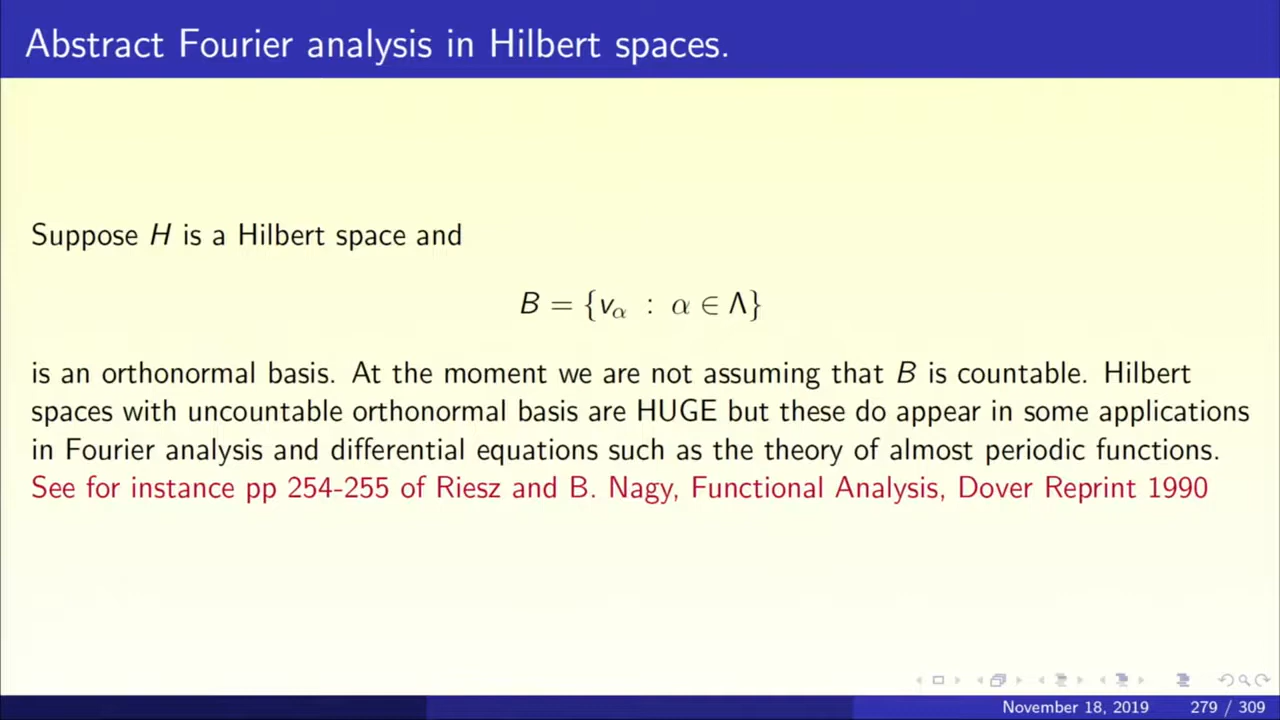 Abstract Fourier analysis in Hilbert spaces.
Suppose H is a Hilbert space and
B = {vα : α ∈ Λ}
is an orthonormal basis. At the moment we are not assuming that B is countable. Hilbert
spaces with uncountable orthonormal basis are HUGE but these do appear in some applications
in Fourier analysis and differential equations such as the theory of almost periodic functions.
See for instance pp 254-255 of Riesz and B. Nagy, Functional Analysis, Dover Reprint 1990
November 18, 2019 279 / 309